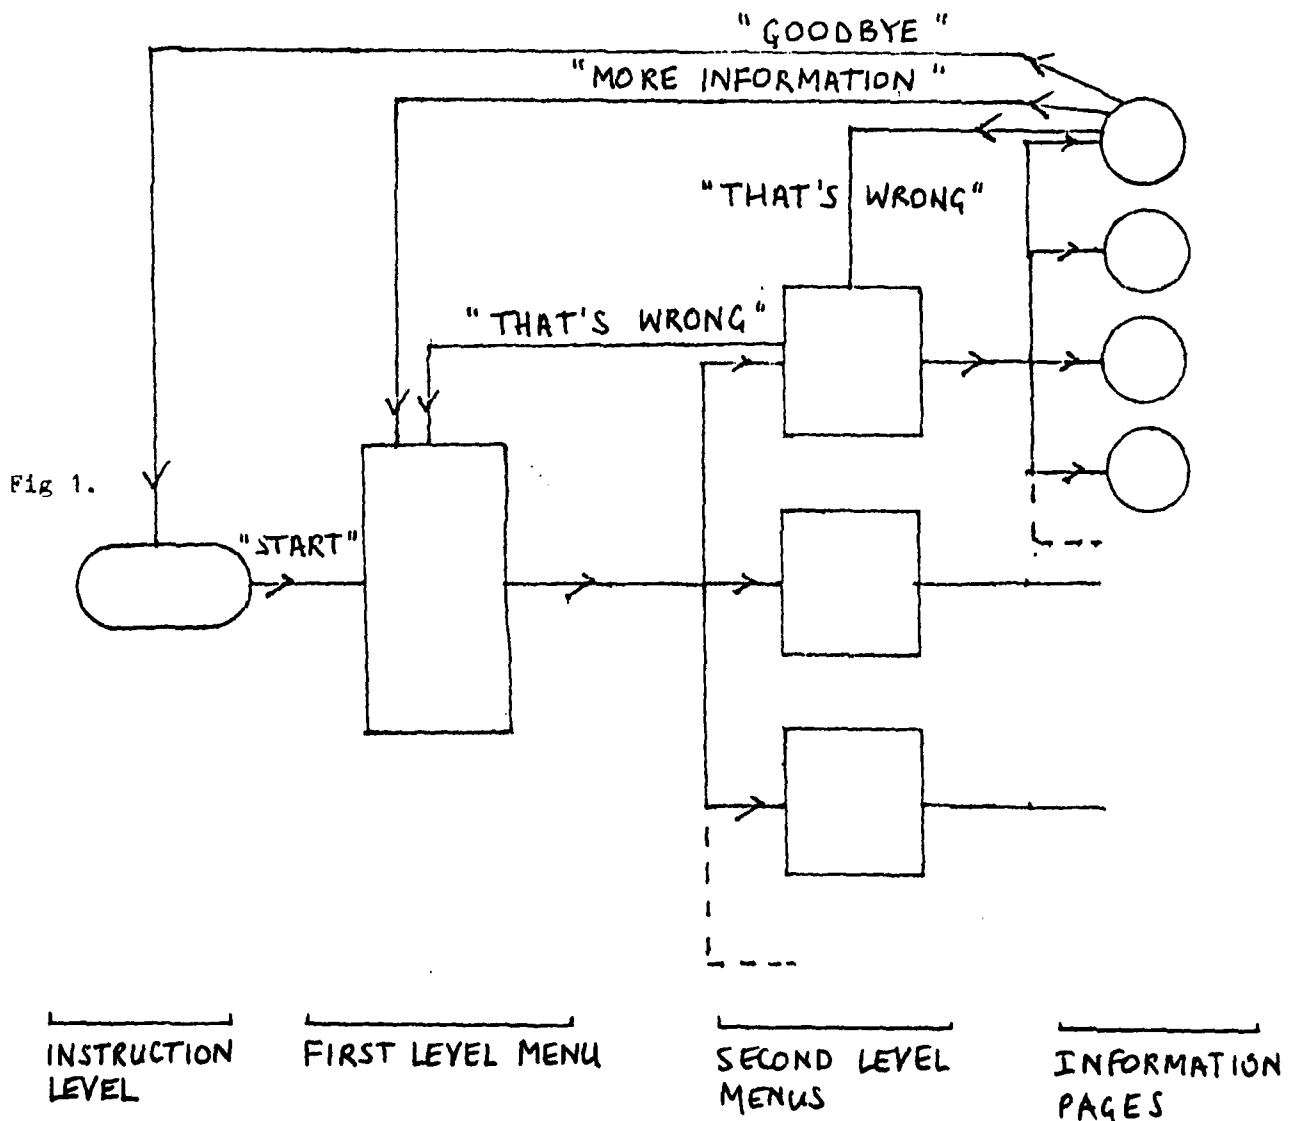 "GOODBYE"
"MORE INFORMATION"
"THAT'S WRONG"
"THAT'S WRONG"
Fig 1.
"START"
INSTRUCTION LEVEL
FIRST LEVEL MENU
SECOND LEVEL MENUS
INFORMATION PAGES